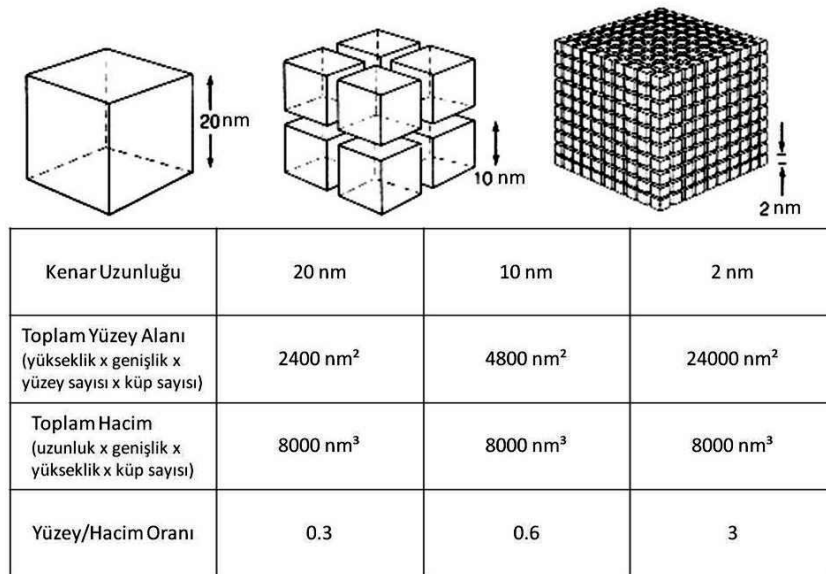 20 nm
10 nm
2 nm
Kenar Uzunluğu
20 nm
10 nm
2 nm
Toplam Yüzey Alanı
(yükseklik x genişlik x
yüzey sayısı x küp sayısı)
2400 nm²
4800 nm²
24000 nm²
Toplam Hacim
(uzunluk x genişlik x
yükseklik x küp sayısı)
8000 nm³
8000 nm³
8000 nm³
Yüzey/Hacim Oranı
0.3
0.6
3